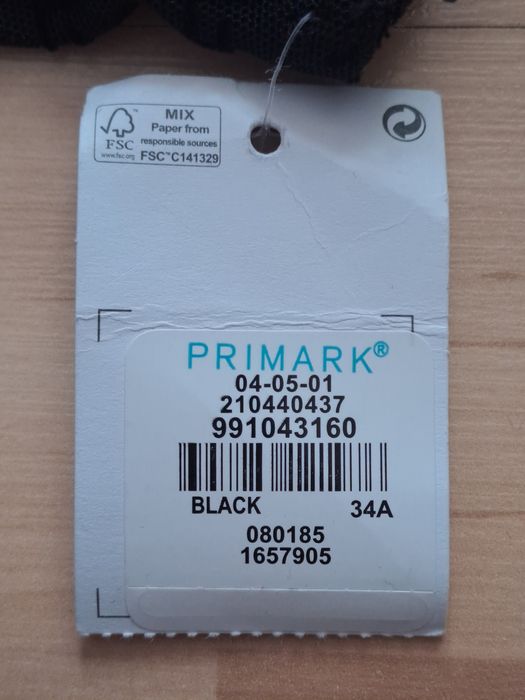 MIX
Paper from
responsible sources
FSC™ C141329
FSC
www.fsc.org
PRIMARK®
04-05-01
210440437
991043160
BLACK 34A
080185
1657905